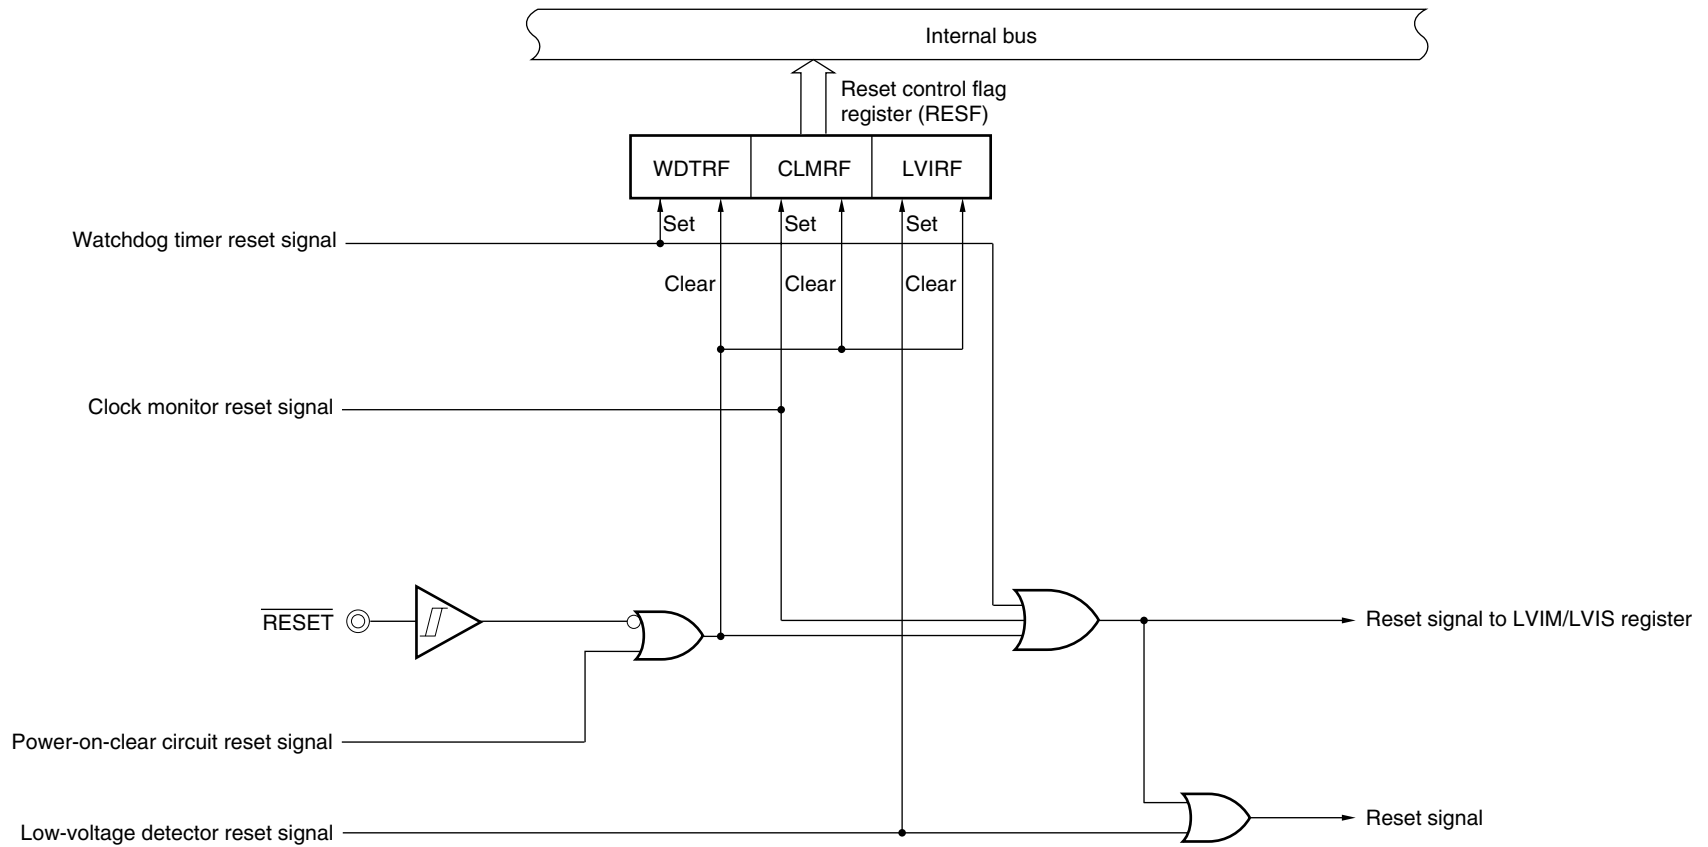 Internal bus
Reset control flag
register (RESF)
WDTRF CLMRF LVIRF
Set Set Set
Watchdog timer reset signal
Clear Clear Clear
Clock monitor reset signal
RESET
Reset signal to LVIM/LVIS register
Power-on-clear circuit reset signal
Low-voltage detector reset signal
Reset signal